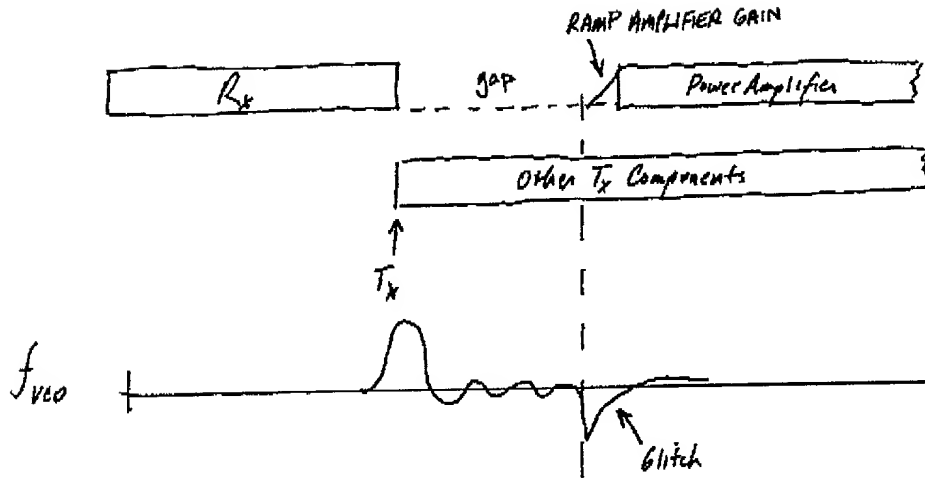 RAMP AMPLIFIER GAIN
Rx
gap
Power Amplifier
Other Tx Components
Tx
fvco
Glitch